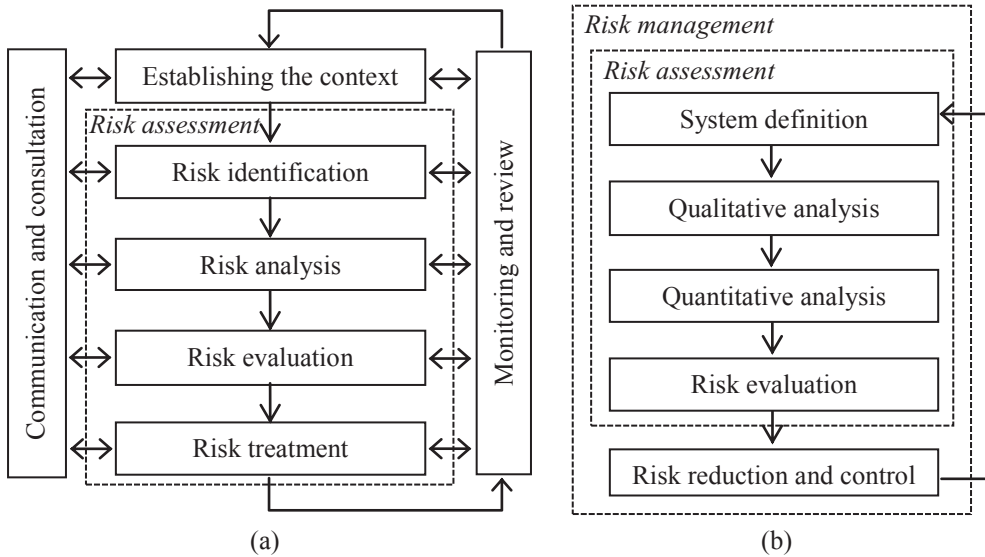 Communication and consultation
Establishing the context
Risk assessment
Risk identification
Risk analysis
Risk evaluation
Risk treatment
Monitoring and review
(a)
Risk management
Risk assessment
System definition
Qualitative analysis
Quantitative analysis
Risk evaluation
Risk reduction and control
(b)